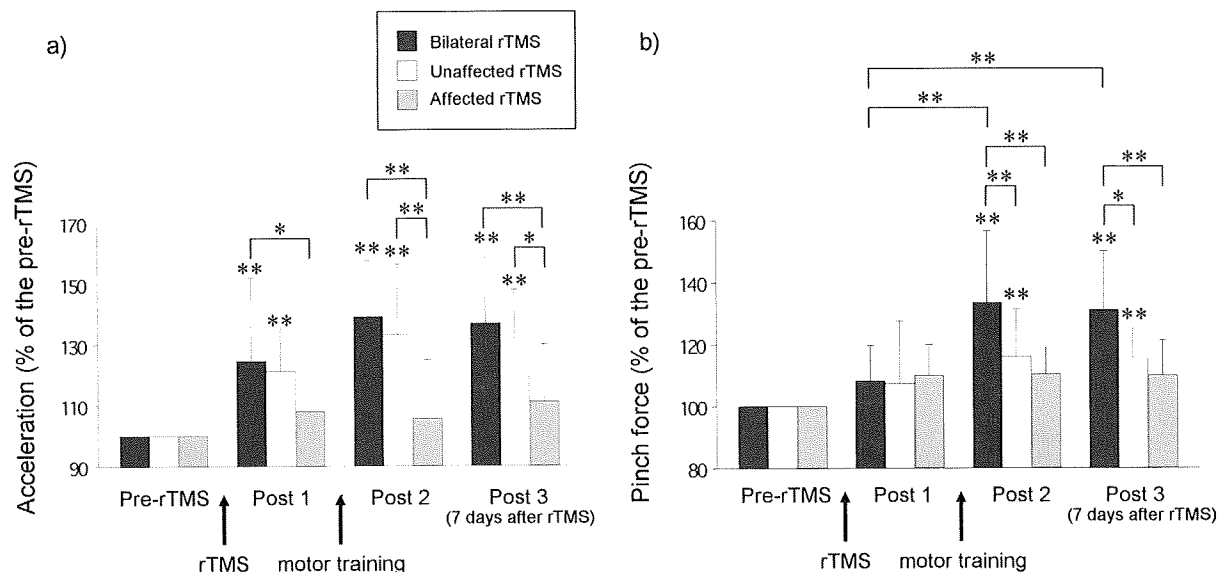 a)
Bilateral rTMS
Unaffected rTMS
Affected rTMS
Acceleration (% of the pre-rTMS)
170
150
130
110
90
**
**
*
**
**
**
**
**
*
**
**
**
Pre-rTMS
Post 1
Post 2
Post 3
(7 days after rTMS)
rTMS
motor training
b)
Pinch force (% of the pre-rTMS)
160
140
120
100
80
**
**
**
**
**
*
**
**
**
**
Pre-rTMS
Post 1
Post 2
Post 3
(7 days after rTMS)
rTMS
motor training